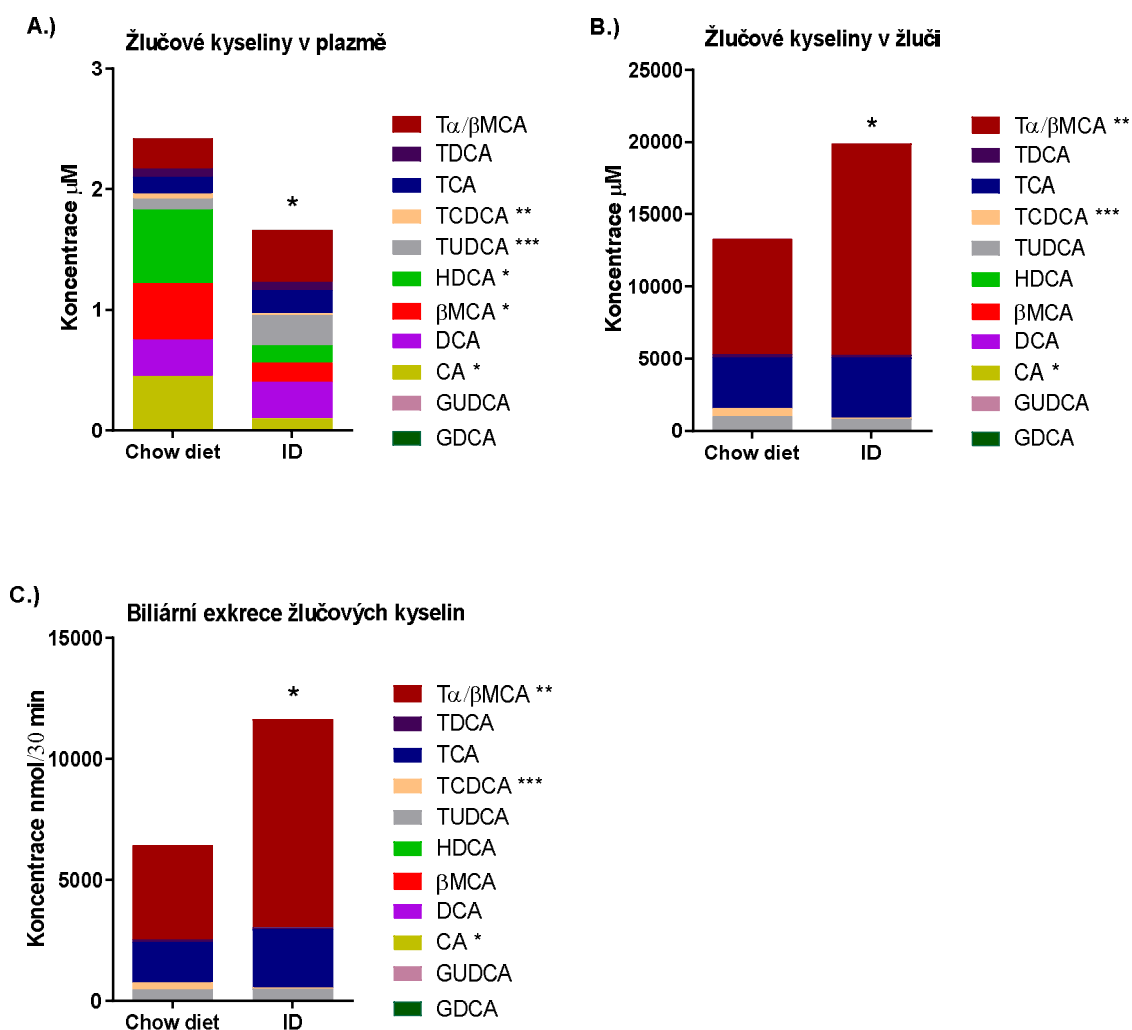 A.)
Žlučové kyseliny v plazmě
Koncentrace μM
3
2
1
0
*
Chow diet
ID
Tα/βMCA
TDCA
TCA
TCDCA **
TUDCA ***
HDCA *
βMCA *
DCA
CA *
GUDCA
GDCA
B.)
Žlučové kyseliny v žluči
Koncentrace μM
25000
20000
15000
10000
5000
0
*
Chow diet
ID
Tα/βMCA **
TDCA
TCA
TCDCA ***
TUDCA
HDCA
βMCA
DCA
CA *
GUDCA
GDCA
C.)
Biliární exkrece žlučových kyselin
Koncentrace nmol/30 min
15000
10000
5000
0
*
Chow diet
ID
Tα/βMCA **
TDCA
TCA
TCDCA ***
TUDCA
HDCA
βMCA
DCA
CA *
GUDCA
GDCA